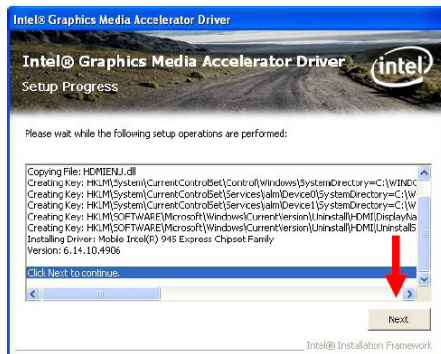 Intel® Graphics Media Accelerator Driver
Intel® Graphics Media Accelerator Driver
intel
Setup Progress
Please wait while the following setup operations are performed:
Copying File: HDMIENU.dll
Creating Key: HKLM\System\CurrentControlSet\Control\Windows\SystemDirectory=C:\WINDO
Creating Key: HKLM\System\CurrentControlSet\Services\ialm\Device0\SystemDirectory=C:\W
Creating Key: HKLM\System\CurrentControlSet\Services\ialm\Device1\SystemDirectory=C:\W
Creating Key: HKLM\SOFTWARE\Microsoft\Windows\CurrentVersion\Uninstall\HDMI\DisplayNa
Creating Key: HKLM\SOFTWARE\Microsoft\Windows\CurrentVersion\Uninstall\HDMI\UninstallS
Installing Driver: Mobile Intel(R) 945 Express Chipset Family
Version: 6.14.10.4906
Click Next to continue.
Next
Intel® Installation Framework